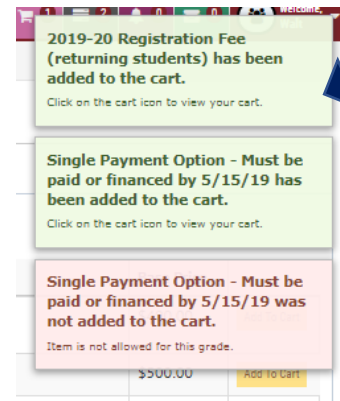 1 2 0 0 Welcome,
2019-20 Registration Fee
(returning students) has been
added to the cart.
Click on the cart icon to view your cart.
Single Payment Option - Must be
paid or financed by 5/15/19 has
been added to the cart.
Click on the cart icon to view your cart.
Single Payment Option - Must be
paid or financed by 5/15/19 was
not added to the cart.
Item is not allowed for this grade.
$500.00 Add To Cart